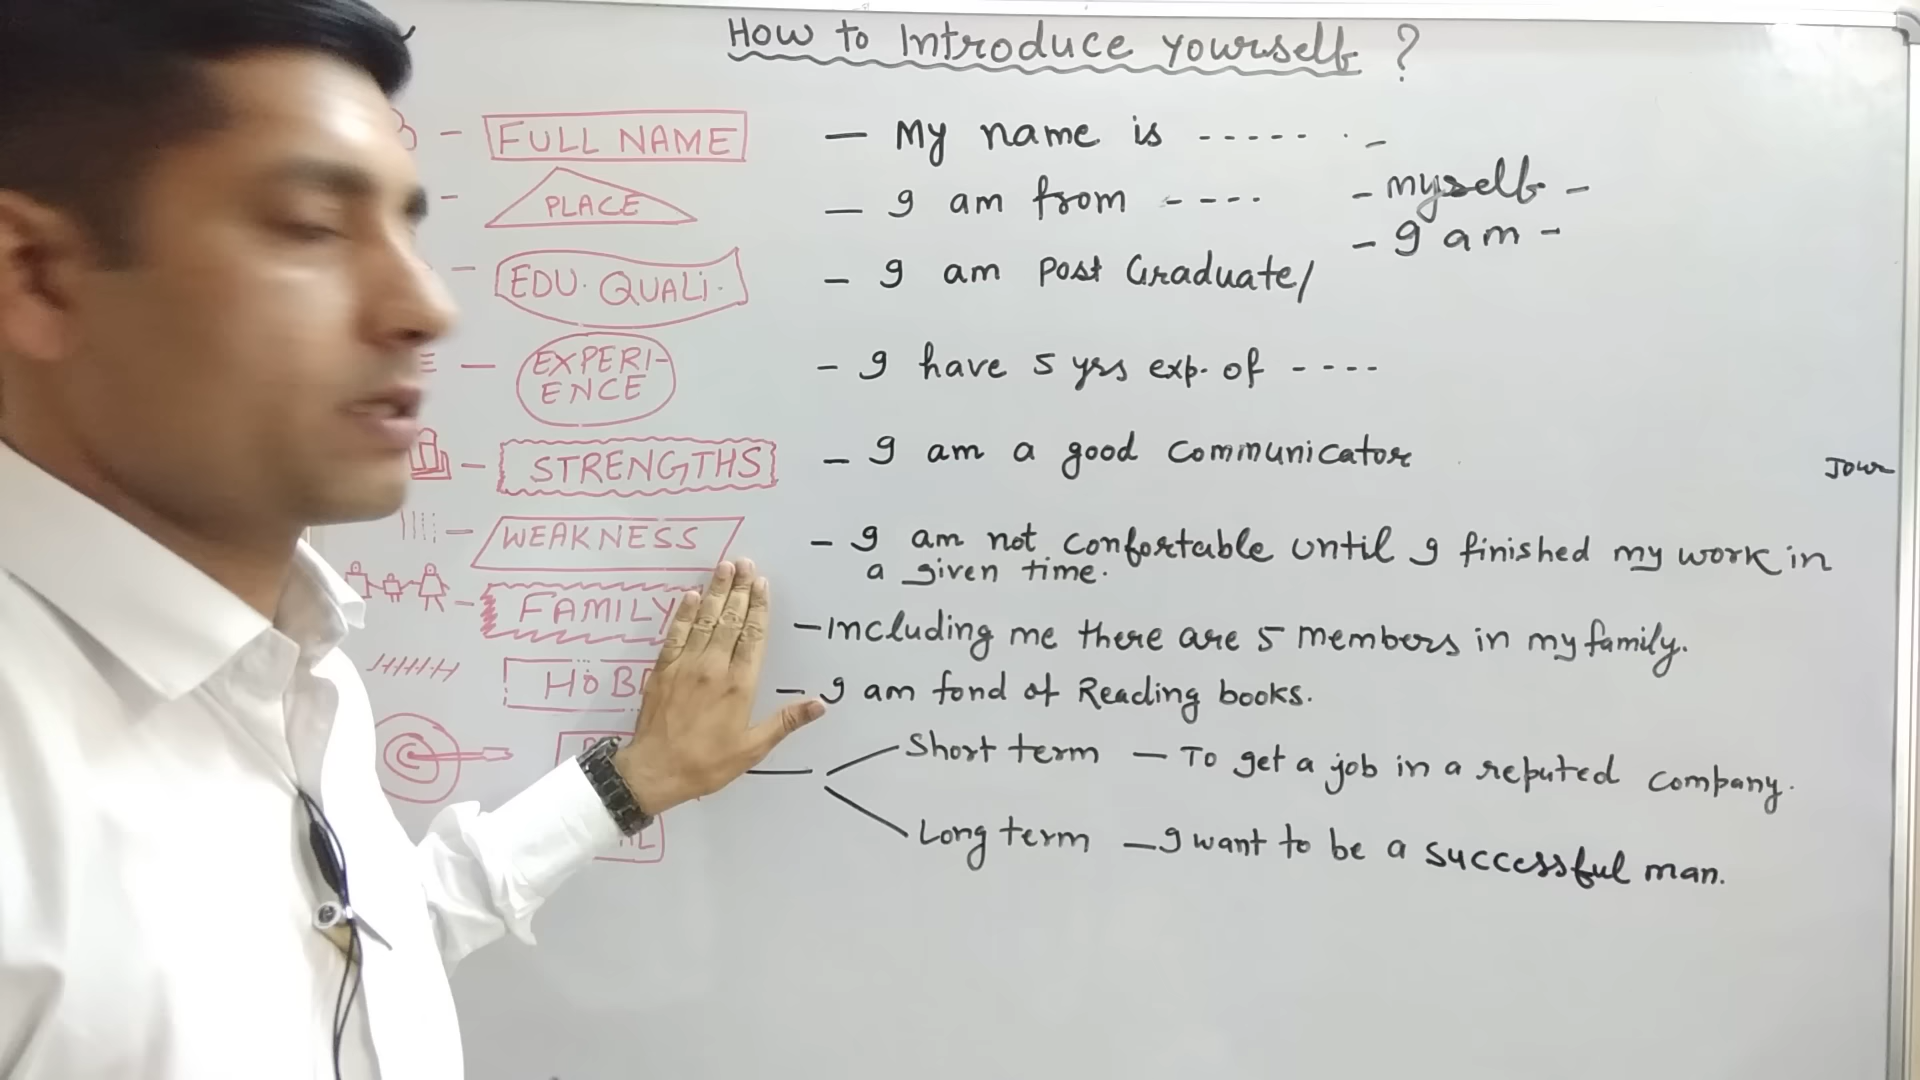 How to Introduce yourself ?
— FULL NAME — My name is ----- . –
- PLACE — I am from ----
- myself -
- I am -
- EDU. QUALI. - I am post Graduate/
— EXPERI-
ENCE - I have 5 yrs exp. of ----
- STRENGTHS - I am a good communicator
- WEAKNESS - I am not confortable until I finished my work in
a given time.
- FAMILY - Including me there are 5 members in my family.
- I am fond of Reading books.
Short term — To get a job in a reputed company.
Long term — I want to be a successful man.